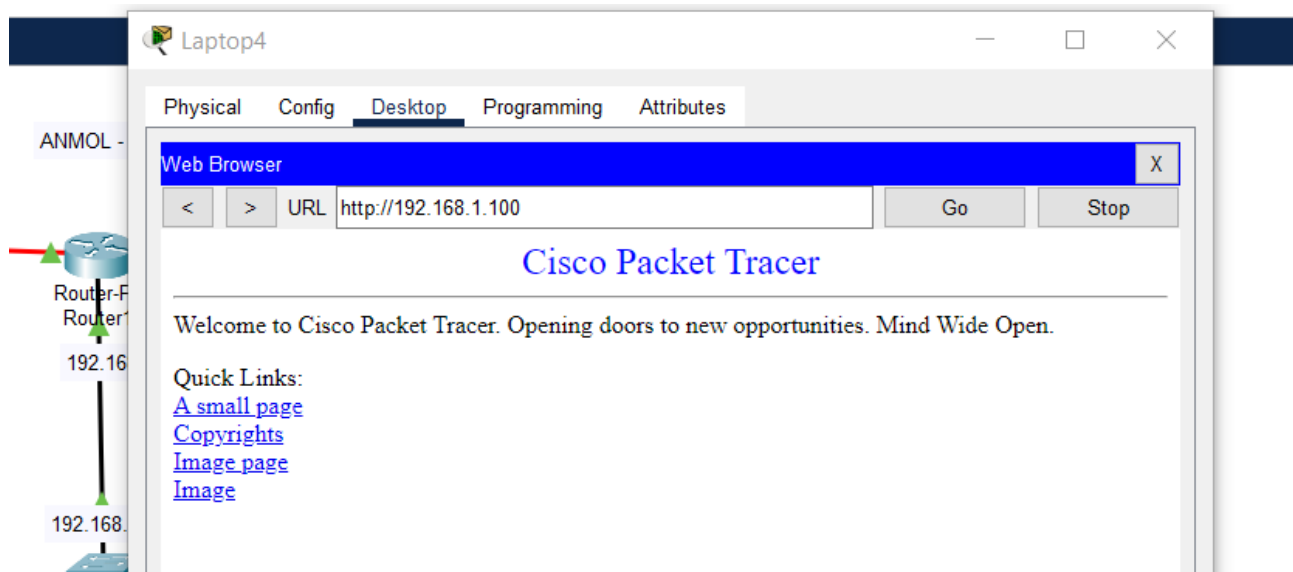 Laptop4
Physical Config Desktop Programming Attributes
ANMOL -
Web Browser X
< > URL http://192.168.1.100 Go Stop
Cisco Packet Tracer
Router-P
Router1
Welcome to Cisco Packet Tracer. Opening doors to new opportunities. Mind Wide Open.
192.16
Quick Links:
A small page
Copyrights
Image page
Image
192.168.